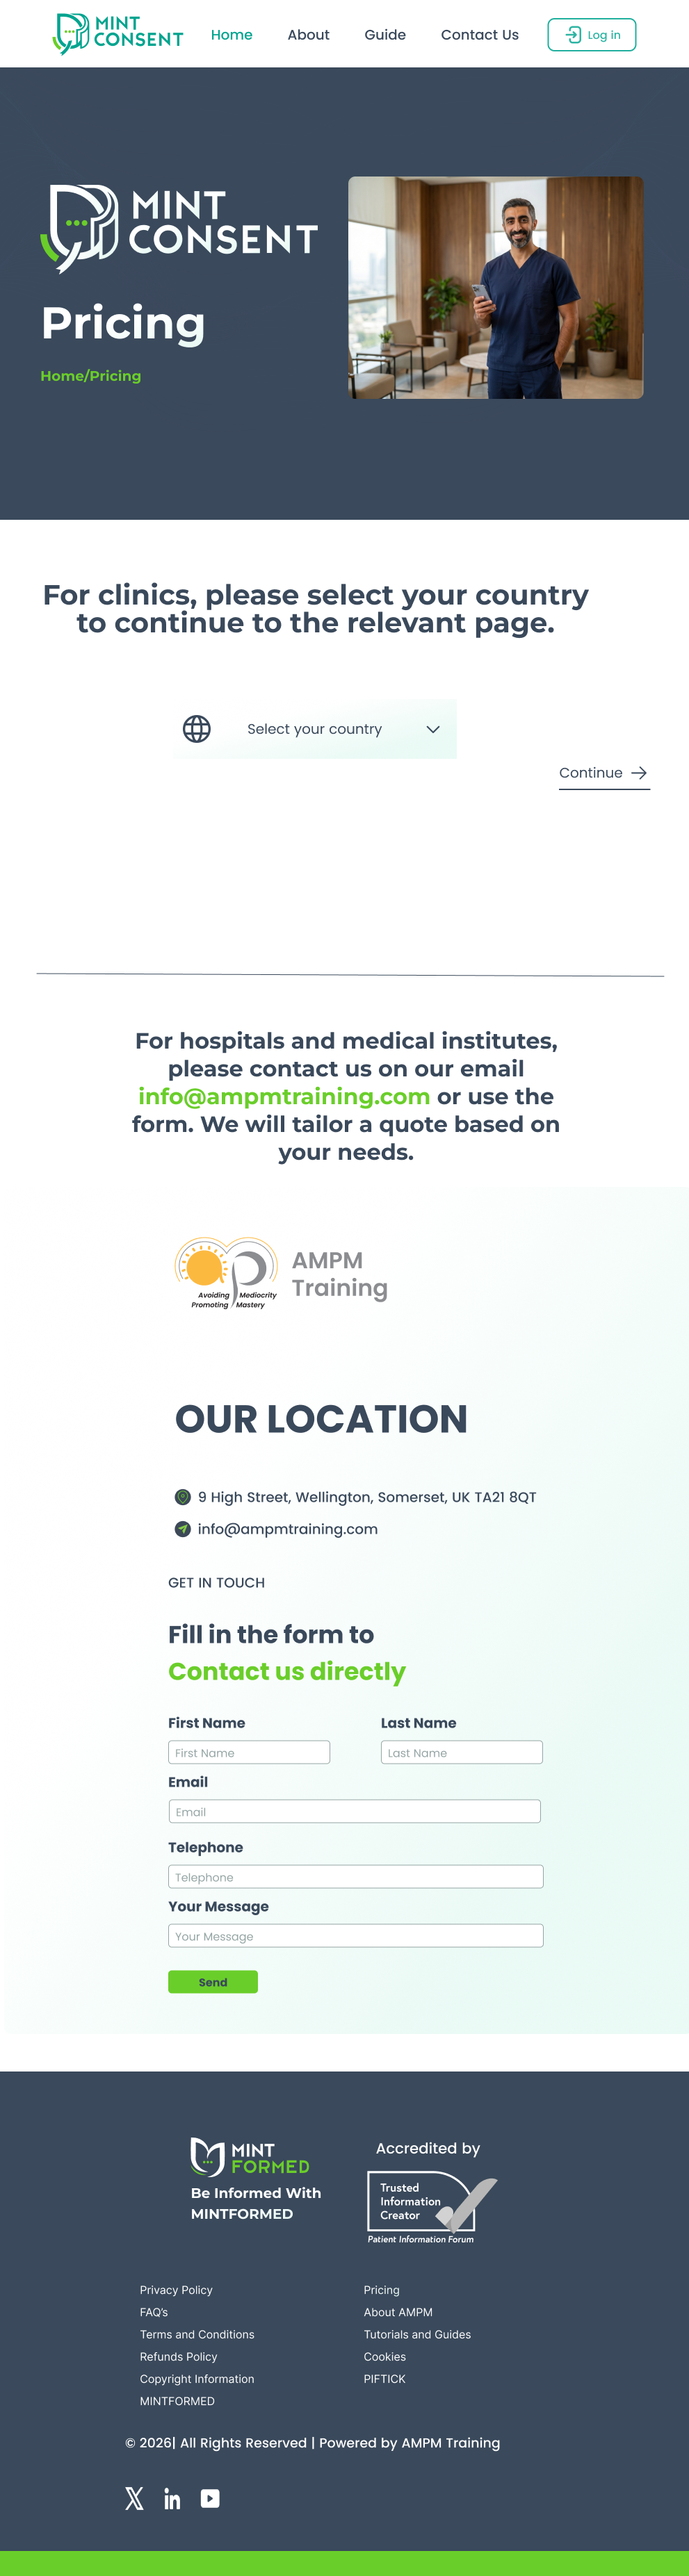 MINT
CONSENT
Home
About
Guide
Contact Us
Log in
MINT
CONSENT
Pricing
Home/Pricing
For clinics, please select your country
to continue to the relevant page.
Select your country
Continue
For hospitals and medical institutes,
please contact us on our email
info@ampmtraining.com or use the
form. We will tailor a quote based on
your needs.
ap
Avoiding Mediocrity
Promoting Mastery
AMPM
Training
OUR LOCATION
9 High Street, Wellington, Somerset, UK TA21 8QT
info@ampmtraining.com
GET IN TOUCH
Fill in the form to
Contact us directly
First Name
Last Name
First Name
Last Name
Email
Email
Telephone
Telephone
Your Message
Your Message
Send
MINT
FORMED
Be Informed With
MINTFORMED
Accredited by
Trusted
Information
Creator
Patient Information Forum
Privacy Policy
FAQ's
Terms and Conditions
Refunds Policy
Copyright Information
MINTFORMED
Pricing
About AMPM
Tutorials and Guides
Cookies
PIFTICK
© 2026| All Rights Reserved | Powered by AMPM Training
X
in